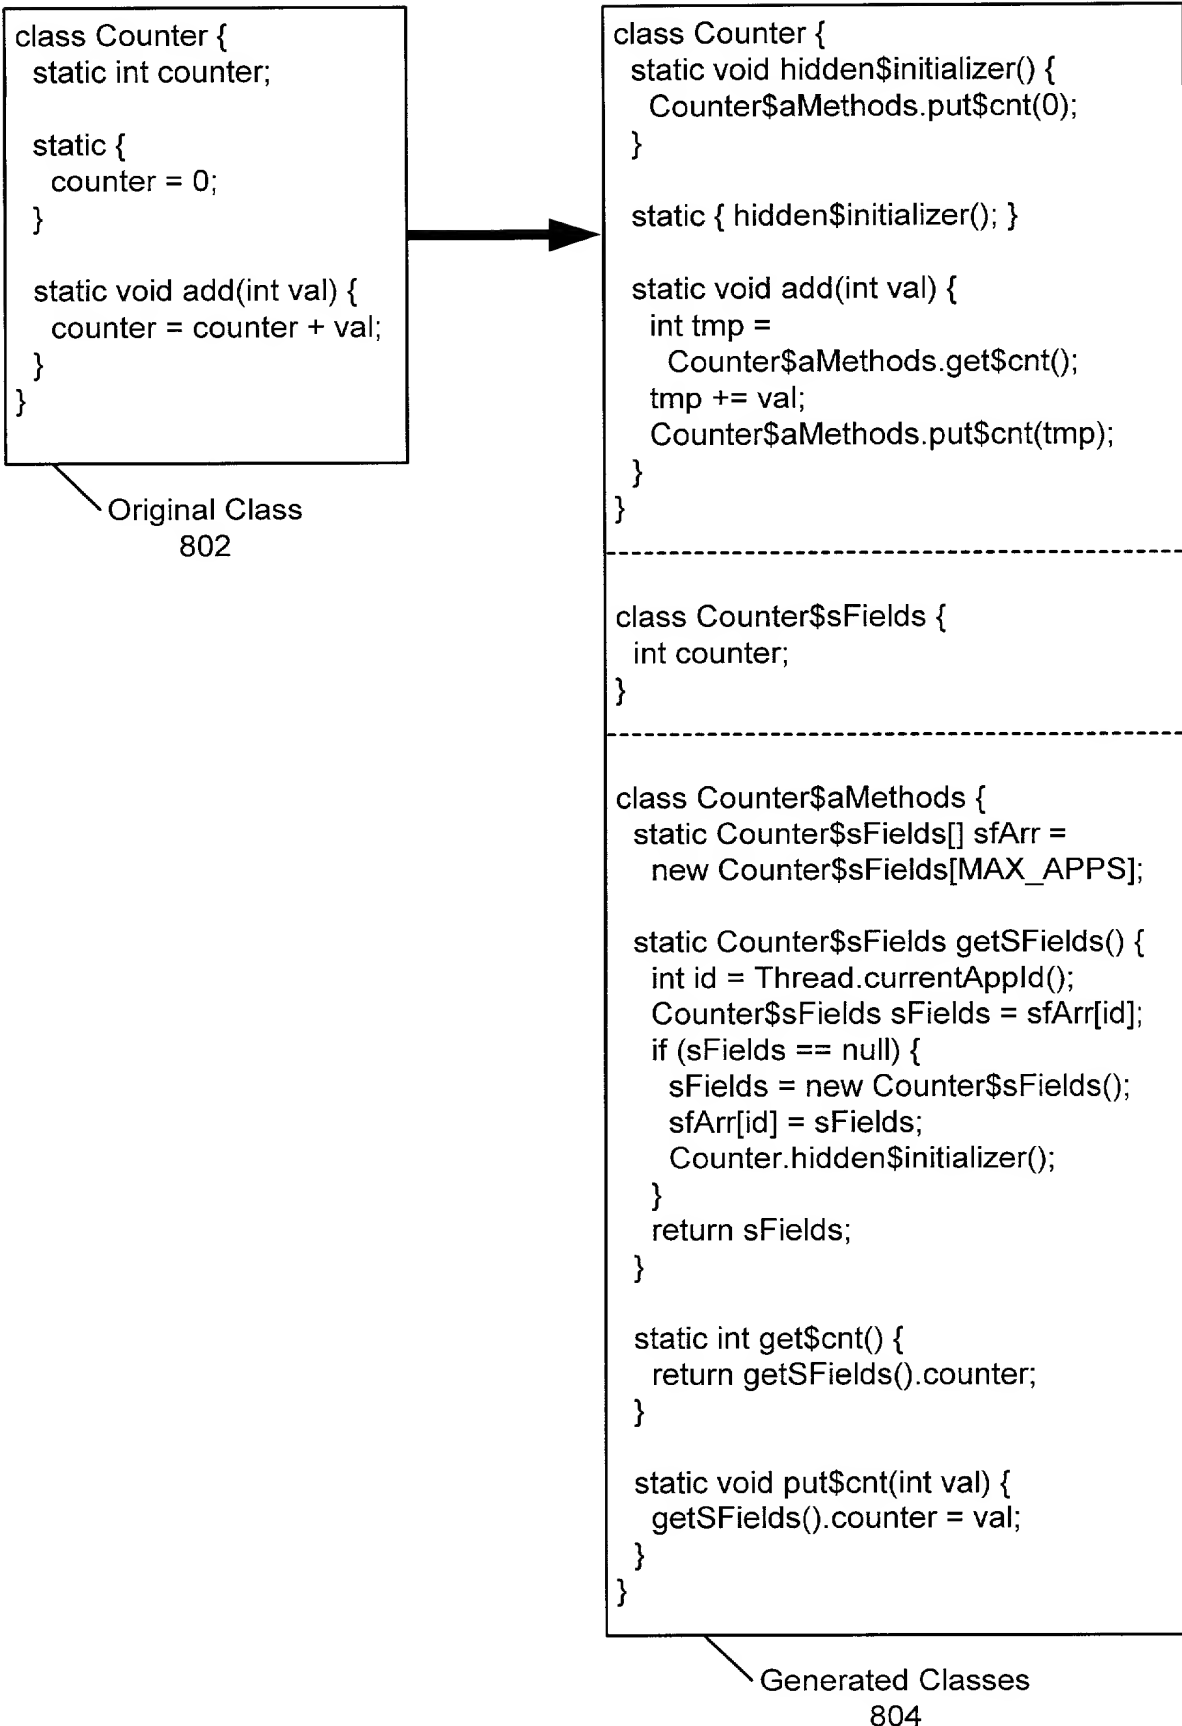 class Counter {
static int counter;
static {
counter = 0;
}
static void add(int val) {
counter = counter + val;
}
}
Original Class
802
class Counter {
static void hidden$initializer() {
Counter$aMethods.put$cnt(0);
}
static { hidden$initializer(); }
static void add(int val) {
int tmp =
Counter$aMethods.get$cnt();
tmp += val;
Counter$aMethods.put$cnt(tmp);
}
}
class Counter$sFields {
int counter;
}
class Counter$aMethods {
static Counter$sFields[] sfArr =
new Counter$sFields[MAX_APPS];
static Counter$sFields getSFields() {
int id = Thread.currentAppId();
Counter$sFields sFields = sfArr[id];
if (sFields == null) {
sFields = new Counter$sFields();
sfArr[id] = sFields;
Counter.hidden$initializer();
}
return sFields;
}
static int get$cnt() {
return getSFields().counter;
}
static void put$cnt(int val) {
getSFields().counter = val;
}
}
Generated Classes
804